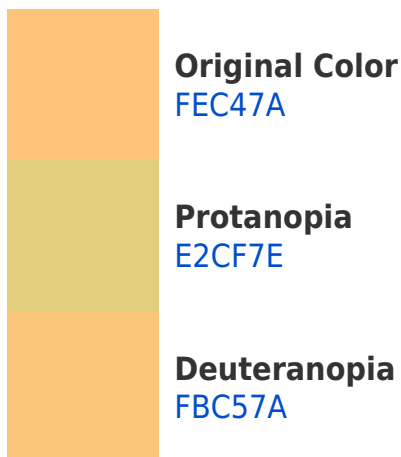 Original Color
FEC47A
Protanopia
E2CF7E
Deuteranopia
FBC57A